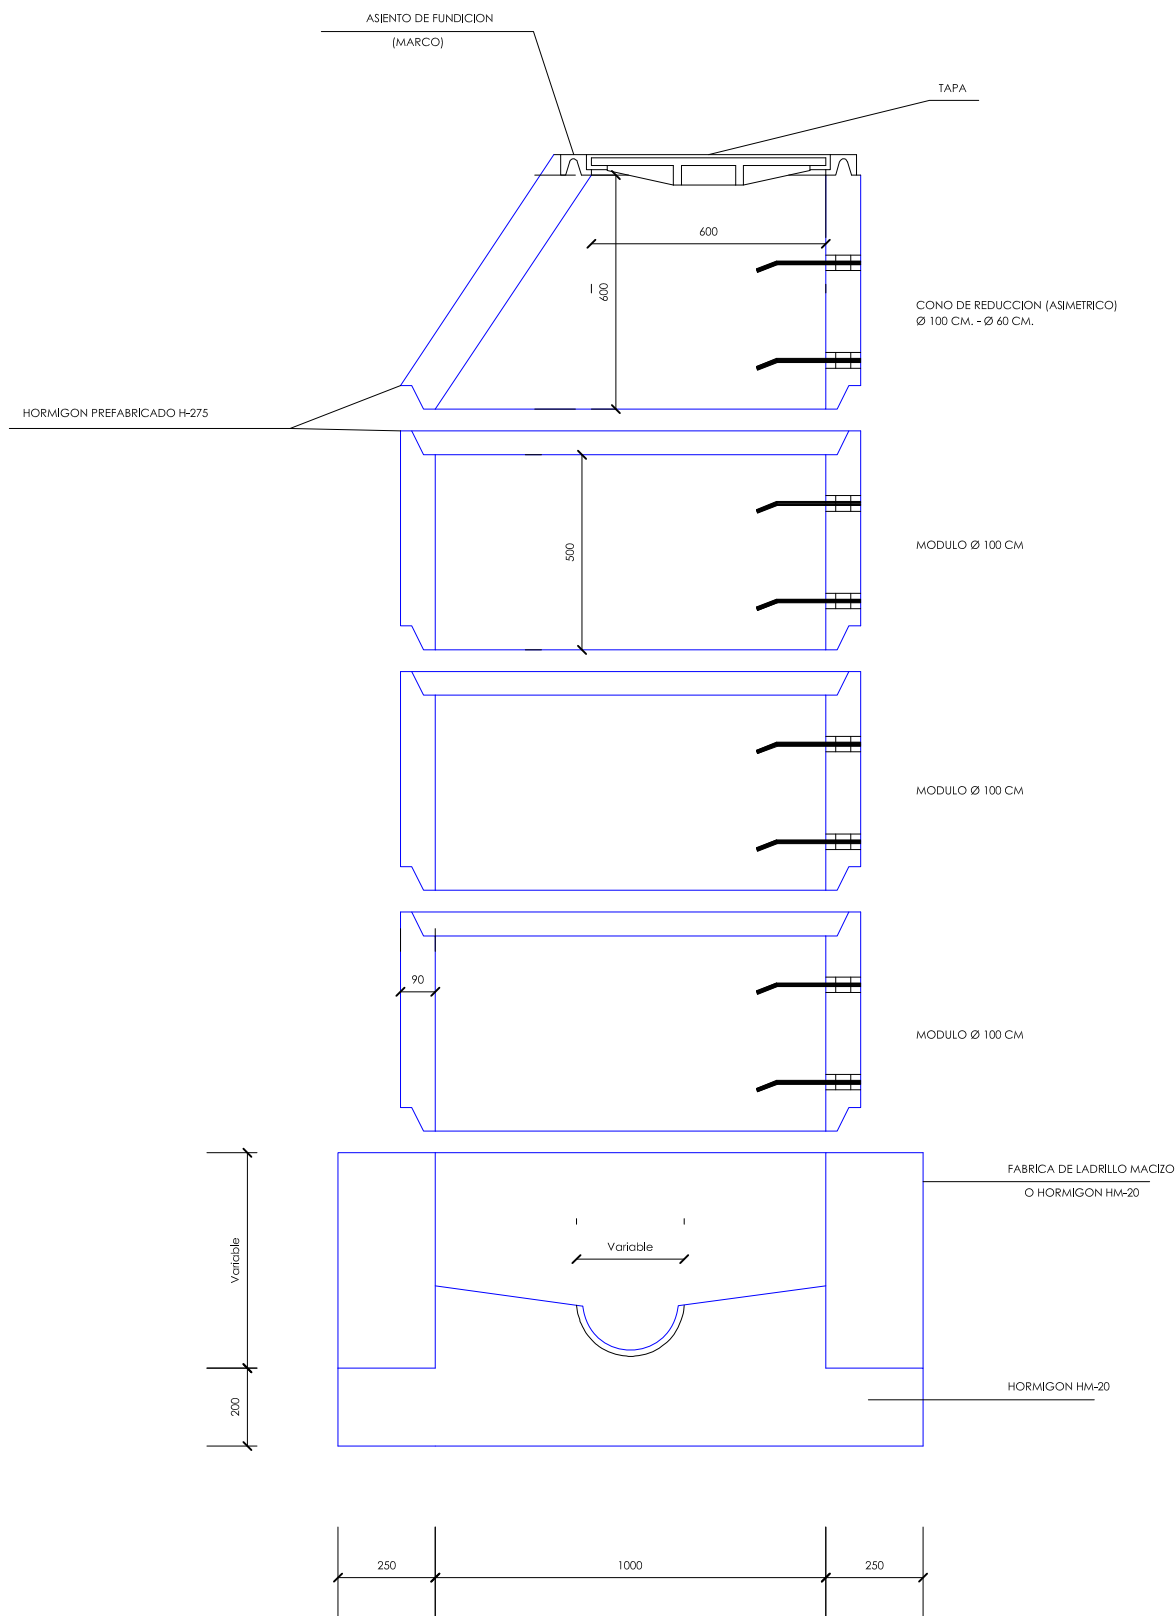 ASIENTO DE FUNDICION
(MARCO)
TAPA
600
600
CONO DE REDUCCION (ASIMETRICO)
Ø 100 CM. - Ø 60 CM.
HORMIGON PREFABRICADO H-275
500
MODULO Ø 100 CM
MODULO Ø 100 CM
90
MODULO Ø 100 CM
FABRICA DE LADRILLO MACIZO
O HORMIGON HM-20
Variable
Variable
HORMIGON HM-20
200
250
1000
250